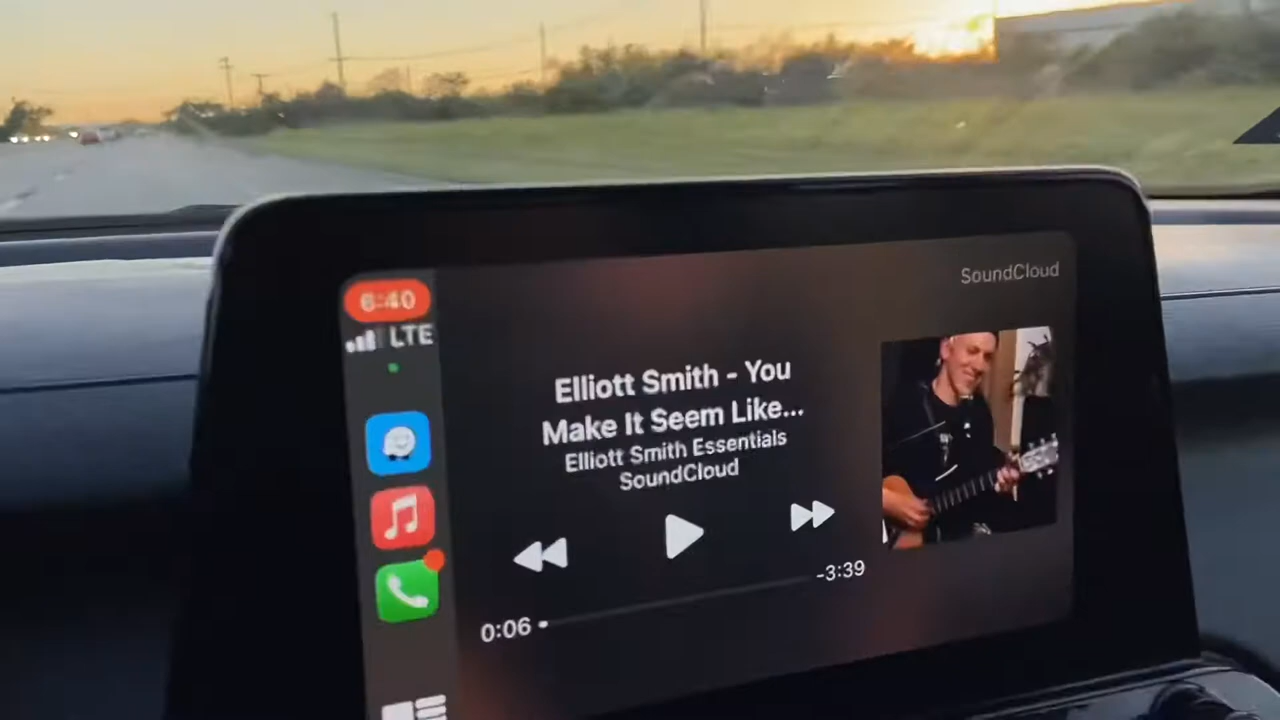 6:40
LTE
SoundCloud
Elliott Smith - You
Make It Seem Like...
Elliott Smith Essentials
SoundCloud
-3:39
0:06